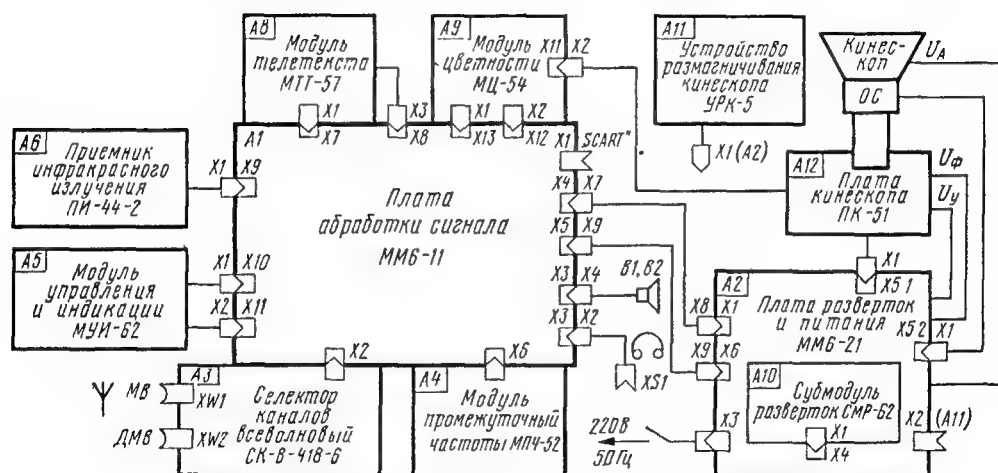 A8
Модуль
телетекста
МТТ-57
X1
X7
X3
X8
A9
Модуль
цветности
МЦ-54
X11
X2
X1
X13
X2
X12
A11
Устройство
размагничивания
кинескопа
УРк-5
X1 (A2)
Кинес-
коп
ОС
UА
A12
Плата
кинескопа
ПК-51
UФ
UУ
A6
Приемник
инфракрасного
излучения
ПИ-44-2
X1
X9
A1
Плата
обработки сигнала
ММ6-11
X1
SCART"
X4
X7
X5
X9
X3
X4
B1, B2
X3
X2
XS1
A5
Модуль
управления
и индикации
МУИ-62
X1
X10
X2
X11
X2
X6
A3
МВ
XW1
ДМВ
XW2
Селектор
каналов
всеволновый
СК-В-418-6
A4
Модуль
промежуточный
частоты МПЧ-52
A2
X1
X5.1
Плата разверток
и питания
ММ6-21
X8
X1
X9
X6
X5.2
X1
A10
Субмодуль
разверток СМР-62
X1
X4
220В
50Гц
X3
X2
(A11)